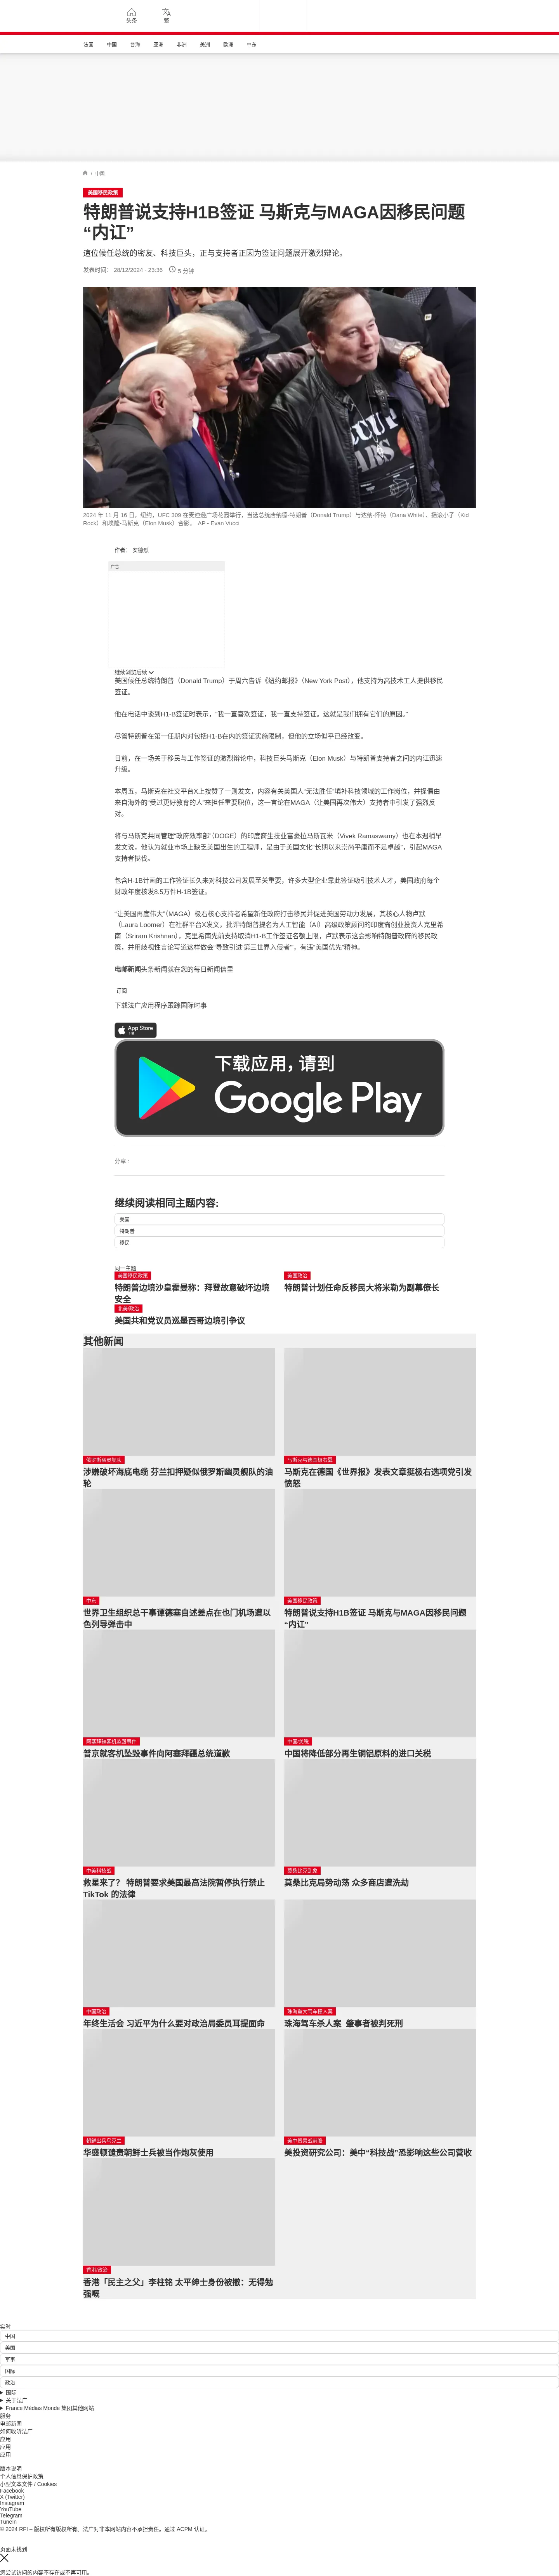 头条
繁
法国
中国
台海
亚洲
非洲
美洲
欧洲
中东
/ 中国
美国移民政策
特朗普说支持H1B签证 马斯克与MAGA因移民问题
“内讧”
這位候任总统的密友、科技巨头，正与支持者正因为签证问题展开激烈辩论。
发表时间： 28/12/2024 - 23:36
5 分钟
2024 年 11 月 16 日，纽约，UFC 309 在麦迪逊广场花园举行，当选总统唐纳德-特朗普（Donald Trump）与达纳-怀特（Dana White）、摇滚小子（Kid
Rock）和埃隆-马斯克（Elon Musk）合影。 AP - Evan Vucci
作者： 安德烈
广告
继续浏览后续
美国候任总统特朗普（Donald Trump）于周六告诉《纽约邮报》（New York Post），他支持为高技术工人提供移民
签证。
他在电话中谈到H1-B签证时表示，“我一直喜欢签证，我一直支持签证。这就是我们拥有它们的原因。”
尽管特朗普在第一任期内对包括H1-B在内的签证实施限制，但他的立场似乎已经改变。
日前，在一场关于移民与工作签证的激烈辩论中，科技巨头马斯克（Elon Musk）与特朗普支持者之间的内讧迅速
升级。
本周五，马斯克在社交平台X上按赞了一则发文，内容有关美国人“无法胜任”填补科技领域的工作岗位，并提倡由
来自海外的“受过更好教育的人”来担任重要职位，这一言论在MAGA（让美国再次伟大）支持者中引发了强烈反
对。
将与马斯克共同管理“政府效率部”（DOGE）的印度裔生技业富豪拉马斯瓦米（Vivek Ramaswamy）也在本週稍早
发文说，他认为就业市场上缺乏美国出生的工程师，是由于美国文化“长期以来崇尚平庸而不是卓越”，引起MAGA
支持者挞伐。
包含H-1B计画的工作签证长久来对科技公司发展至关重要，许多大型企业靠此签证吸引技术人才，美国政府每个
财政年度核发8.5万件H-1B签证。
“让美国再度伟大”（MAGA）极右核心支持者希望新任政府打击移民并促进美国劳动力发展，其核心人物卢默
（Laura Loomer）在社群平台X发文，批评特朗普提名为人工智能（AI）高级政策顾问的印度裔创业投资人克里希
南（Sriram Krishnan），克里希南先前支持取消H1-B工作签证名额上限，卢默表示这会影响特朗普政府的移民政
策，并用歧视性言论写道这样做会“导致引进‘第三世界入侵者’”，有违“美国优先”精神。
电邮新闻头条新闻就在您的每日新闻信里
订阅
下载法广应用程序跟踪国际时事
App Store
下载
下载应用，请到
Google Play
分享 :
继续阅读相同主题内容:
美国
特朗普
移民
同一主题
美国移民政策
特朗普边境沙皇霍曼称：拜登故意破坏边境
安全
美国政治
特朗普计划任命反移民大将米勒为副幕僚长
北美/政治
美国共和党议员巡墨西哥边境引争议
其他新闻
俄罗斯幽灵舰队
涉嫌破坏海底电缆 芬兰扣押疑似俄罗斯幽灵舰队的油
轮
马斯克与德国极右翼
马斯克在德国《世界报》发表文章挺极右选项党引发
愤怒
中东
世界卫生组织总干事谭德塞自述差点在也门机场遭以
色列导弹击中
美国移民政策
特朗普说支持H1B签证 马斯克与MAGA因移民问题
“内讧”
阿塞拜疆客机坠毁事件
普京就客机坠毁事件向阿塞拜疆总统道歉
中国/关税
中国将降低部分再生铜铝原料的进口关税
中美科技战
救星来了？ 特朗普要求美国最高法院暂停执行禁止
TikTok 的法律
莫桑比克乱象
莫桑比克局势动荡 众多商店遭洗劫
中国政治
年终生活会 习近平为什么要对政治局委员耳提面命
珠海重大驾车撞人案
珠海驾车杀人案 肇事者被判死刑
朝鲜出兵乌克兰
华盛顿谴责朝鲜士兵被当作炮灰使用
美中贸易战前瞻
美投资研究公司：美中“科技战”恐影响这些公司营收
香港/政治
香港「民主之父」李柱铭 太平绅士身份被撤：无得勉
强嘅
实时
中国
美国
军事
国际
政治
国际
关于法广
France Médias Monde 集团其他网站
服务
电邮新闻
如何收听法广
应用
应用
应用
版本说明
个人信息保护政策
小型文本文件 / Cookies
Facebook
X (Twitter)
Instagram
YouTube
Telegram
TuneIn
© 2024 RFI – 版权所有版权所有。法广对非本网站内容不承担责任。通过 ACPM 认证。
页面未找到
您尝试访问的内容不存在或不再可用。